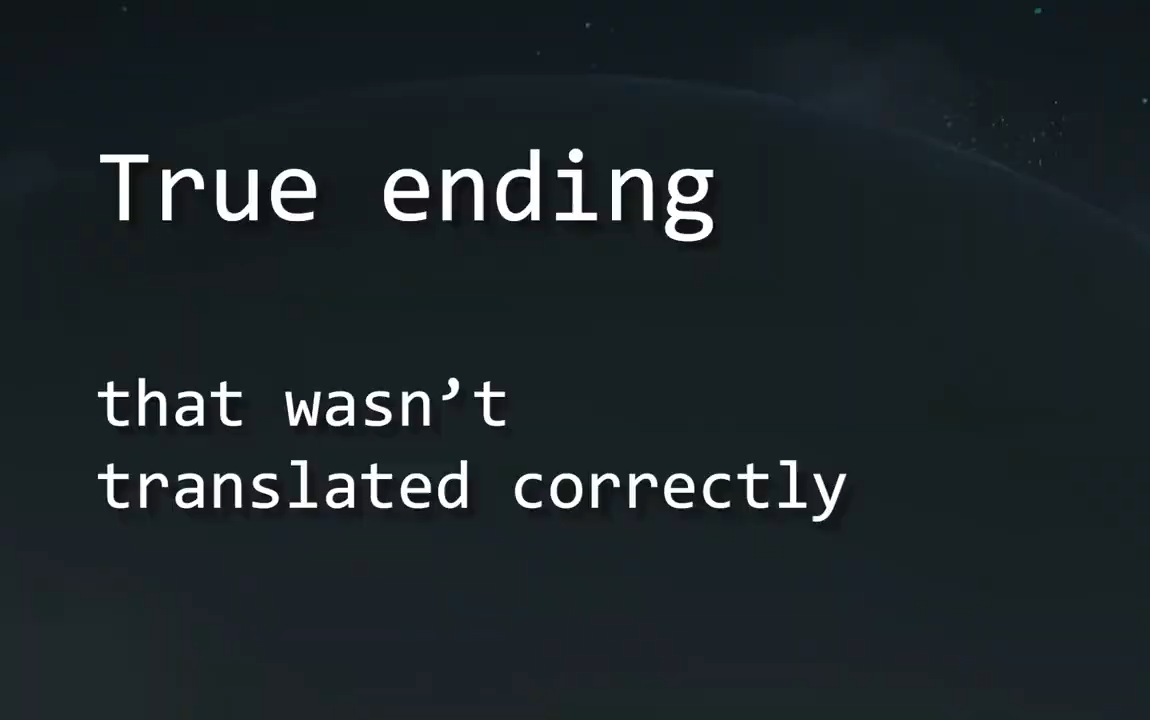 True ending
that wasn’t
translated correctly